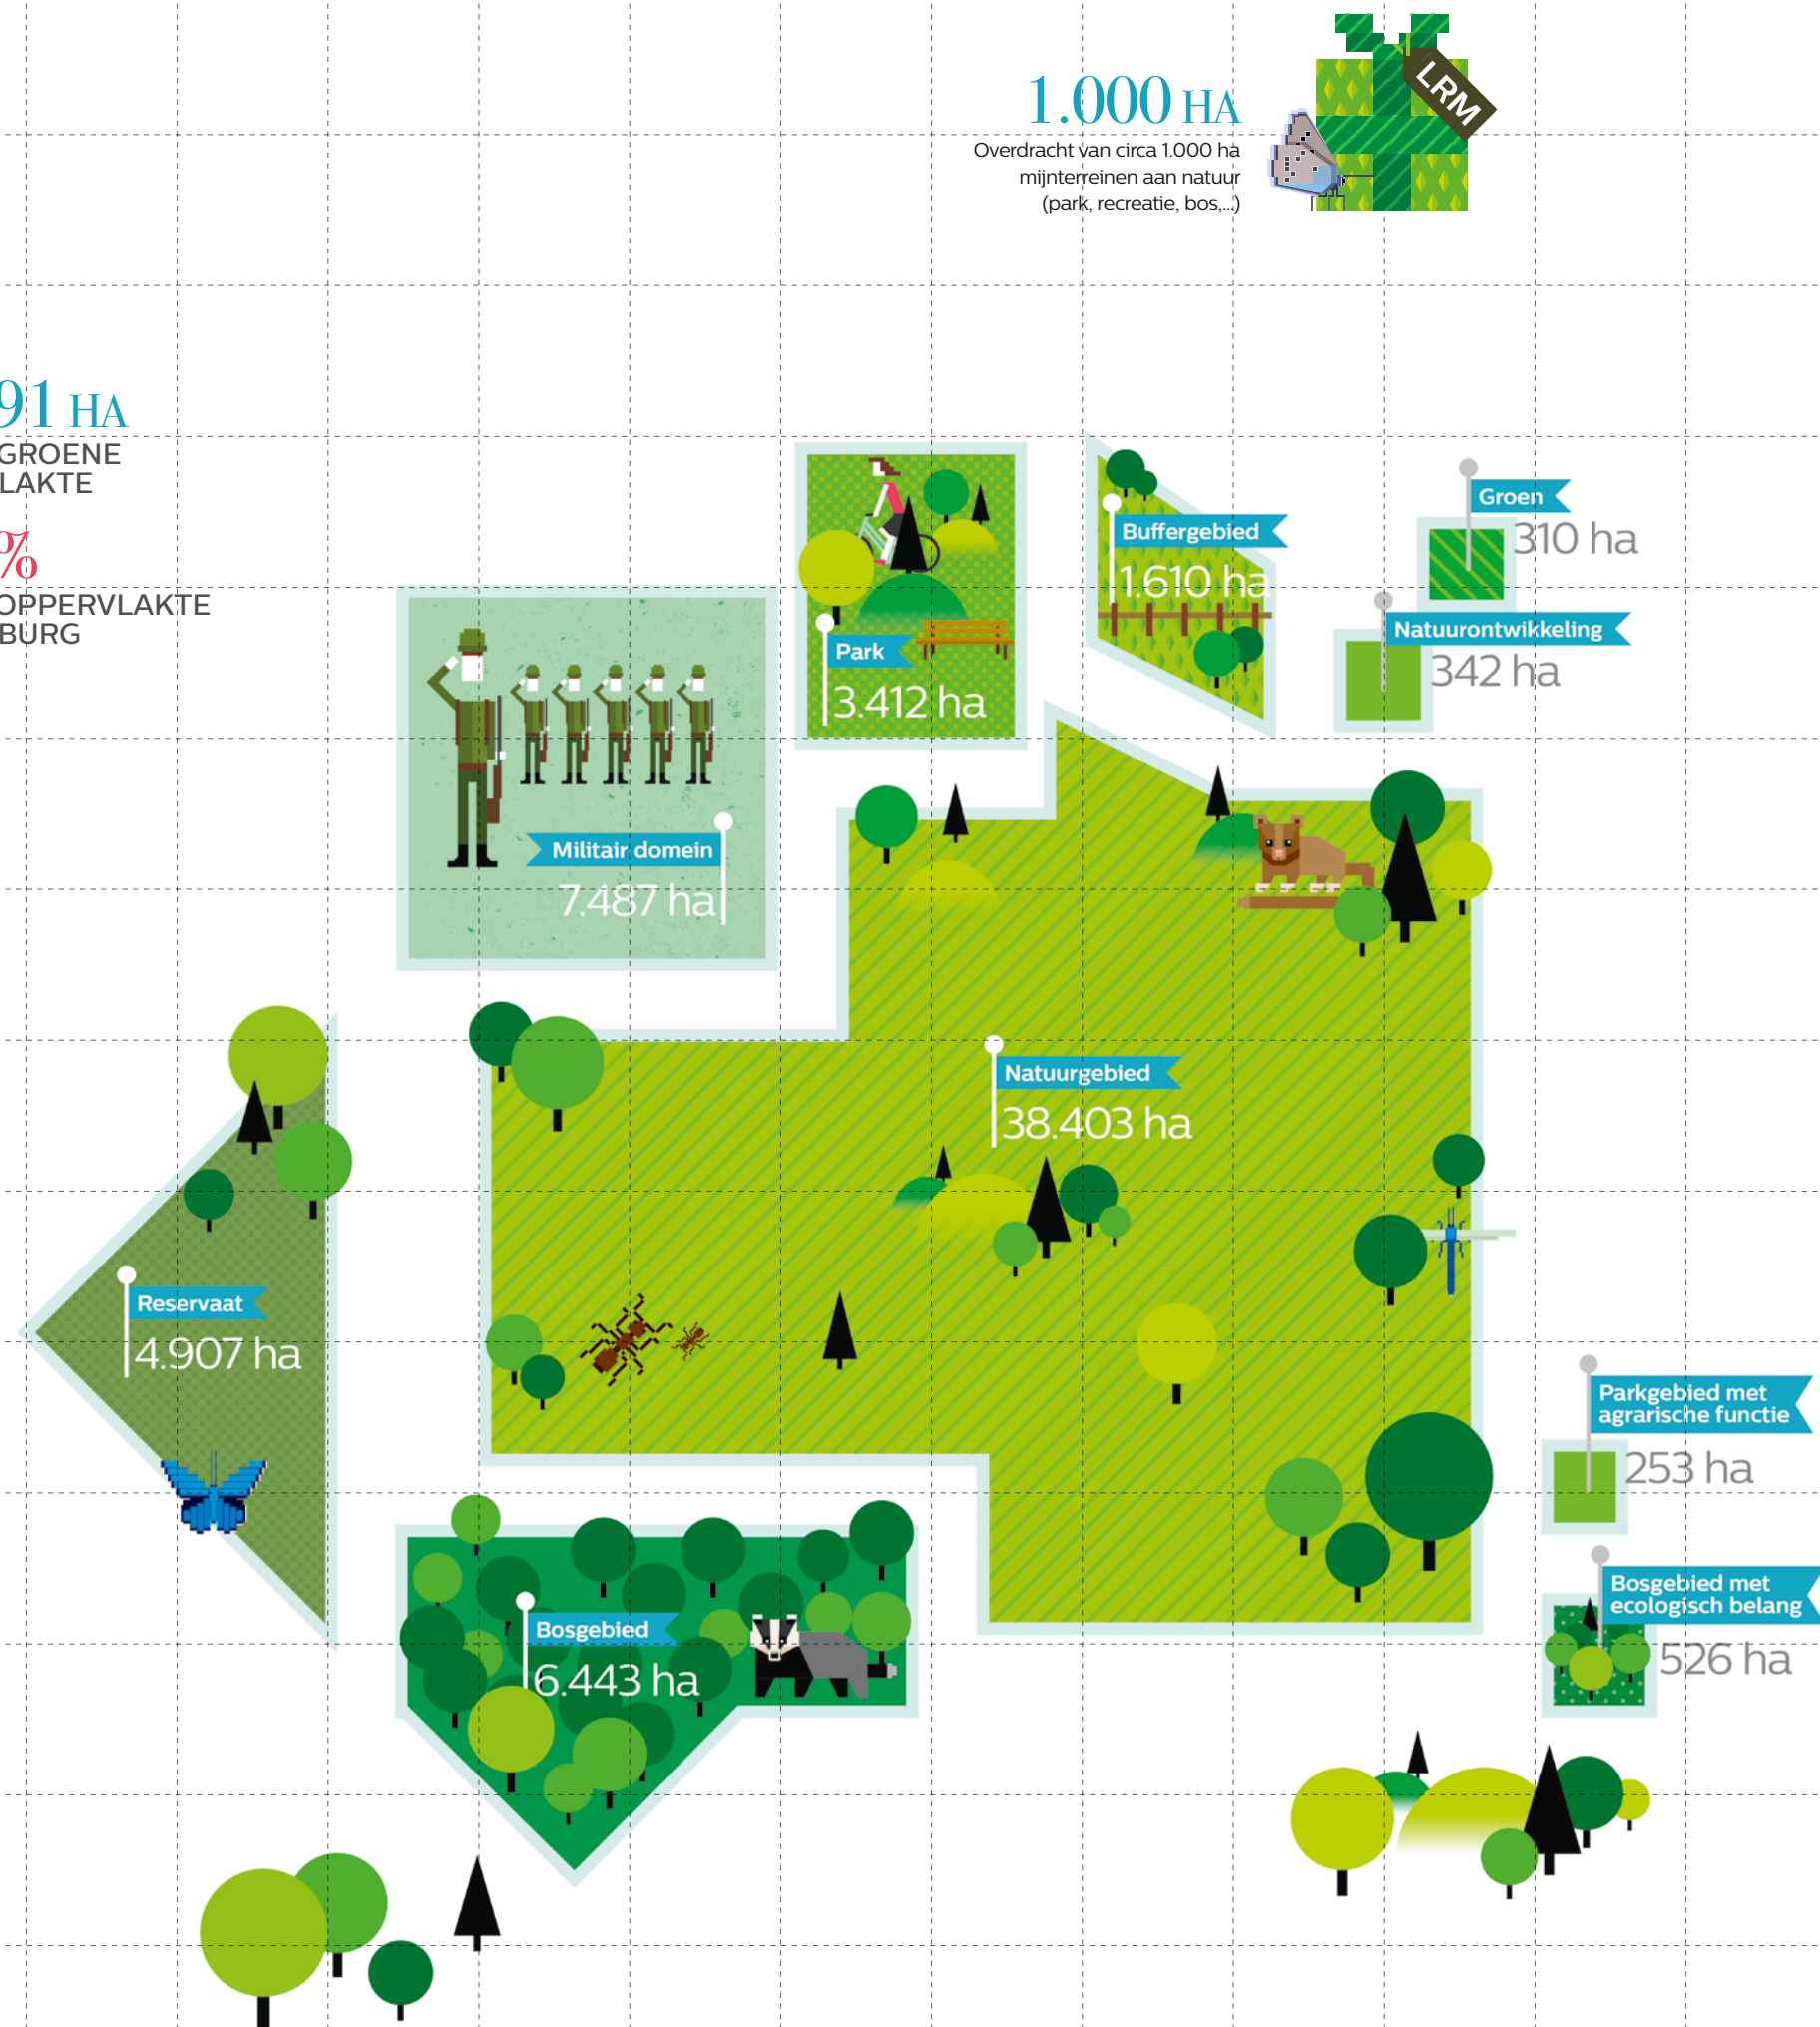 LRM
1.000 HA
Overdracht van circa 1.000 ha
mijnterreinen aan natuur
(park, recreatie, bos,...)
91 HA
GROENE
LAKTE
%
OPPERVLAKTE
BURG
Groen
310 ha
Buffergebied
1.610 ha
Natuurontwikkeling
342 ha
Park
3.412 ha
Militair domein
7.487 ha
Natuurgebied
38.403 ha
Reservaat
4.907 ha
Parkgebied met
agrarische functie
253 ha
Bosgebied met
ecologisch belang
526 ha
Bosgebied
6.443 ha